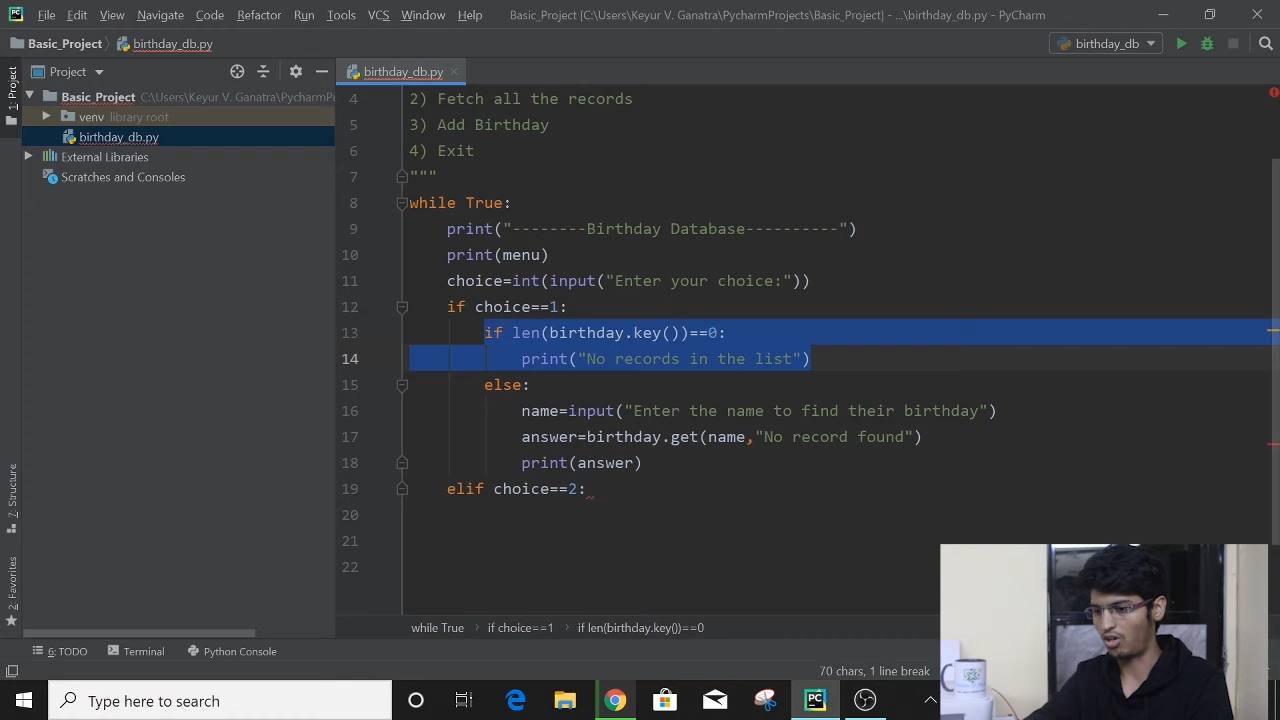 File Edit View Navigate Code Refactor Run Tools VCS Window Help Basic_Project [C:\Users\Keyur V. Ganatra\PycharmProjects\Basic_Project] - ...\birthday_db.py - PyCharm
Basic_Project birthday_db.py birthday_db
1: Project Project birthday_db.py
Basic_Project C:\Users\Keyur V. Ganatra\PycharmPr
venv library root
birthday_db.py
External Libraries
Scratches and Consoles
4 2) Fetch all the records
5 3) Add Birthday
6 4) Exit
7 """
8 while True:
9 print("--------Birthday Database----------")
10 print(menu)
11 choice=int(input("Enter your choice:"))
12 if choice==1:
13 if len(birthday.key())==0:
14 print("No records in the list")
15 else:
16 name=input("Enter the name to find their birthday")
17 answer=birthday.get(name,"No record found")
18 print(answer)
19 elif choice==2:
20
21
22
7: Structure
2: Favorites
while True if choice==1 if len(birthday.key())==0
6: TODO Terminal Python Console
70 chars, 1 line break
Type here to search